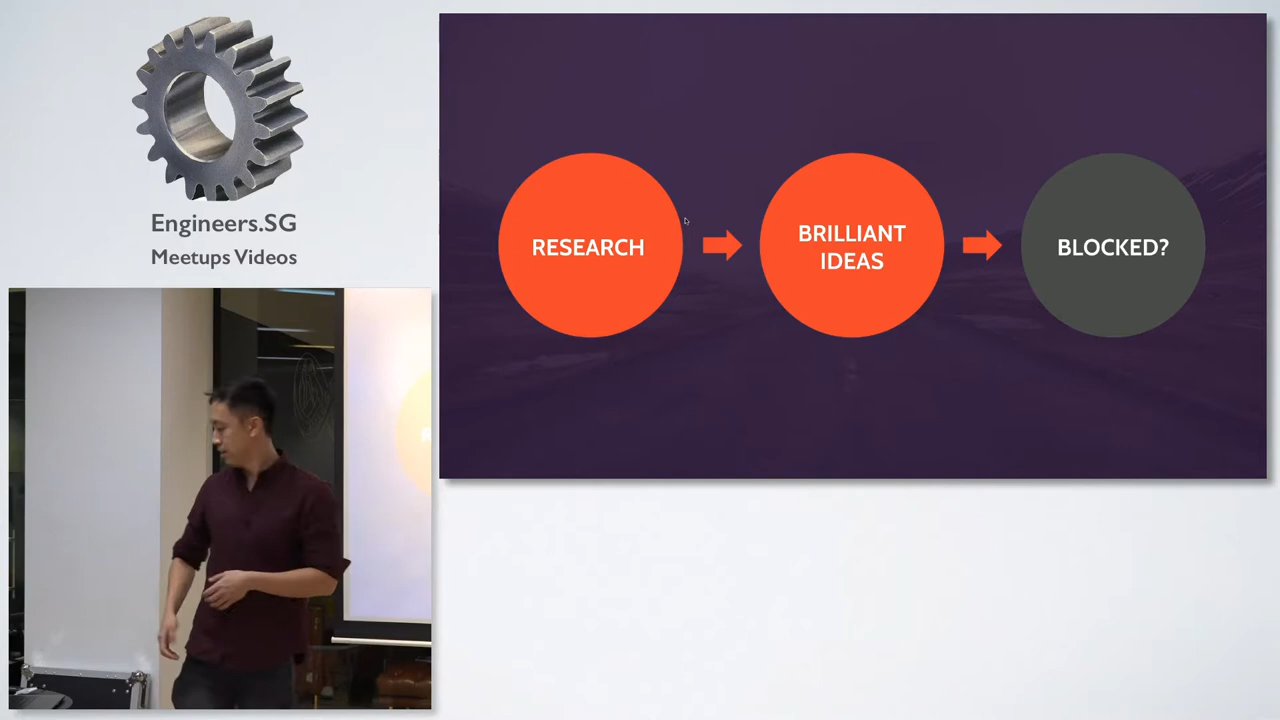 Engineers.SG
Meetups Videos
RESEARCH
BRILLIANT
IDEAS
BLOCKED?